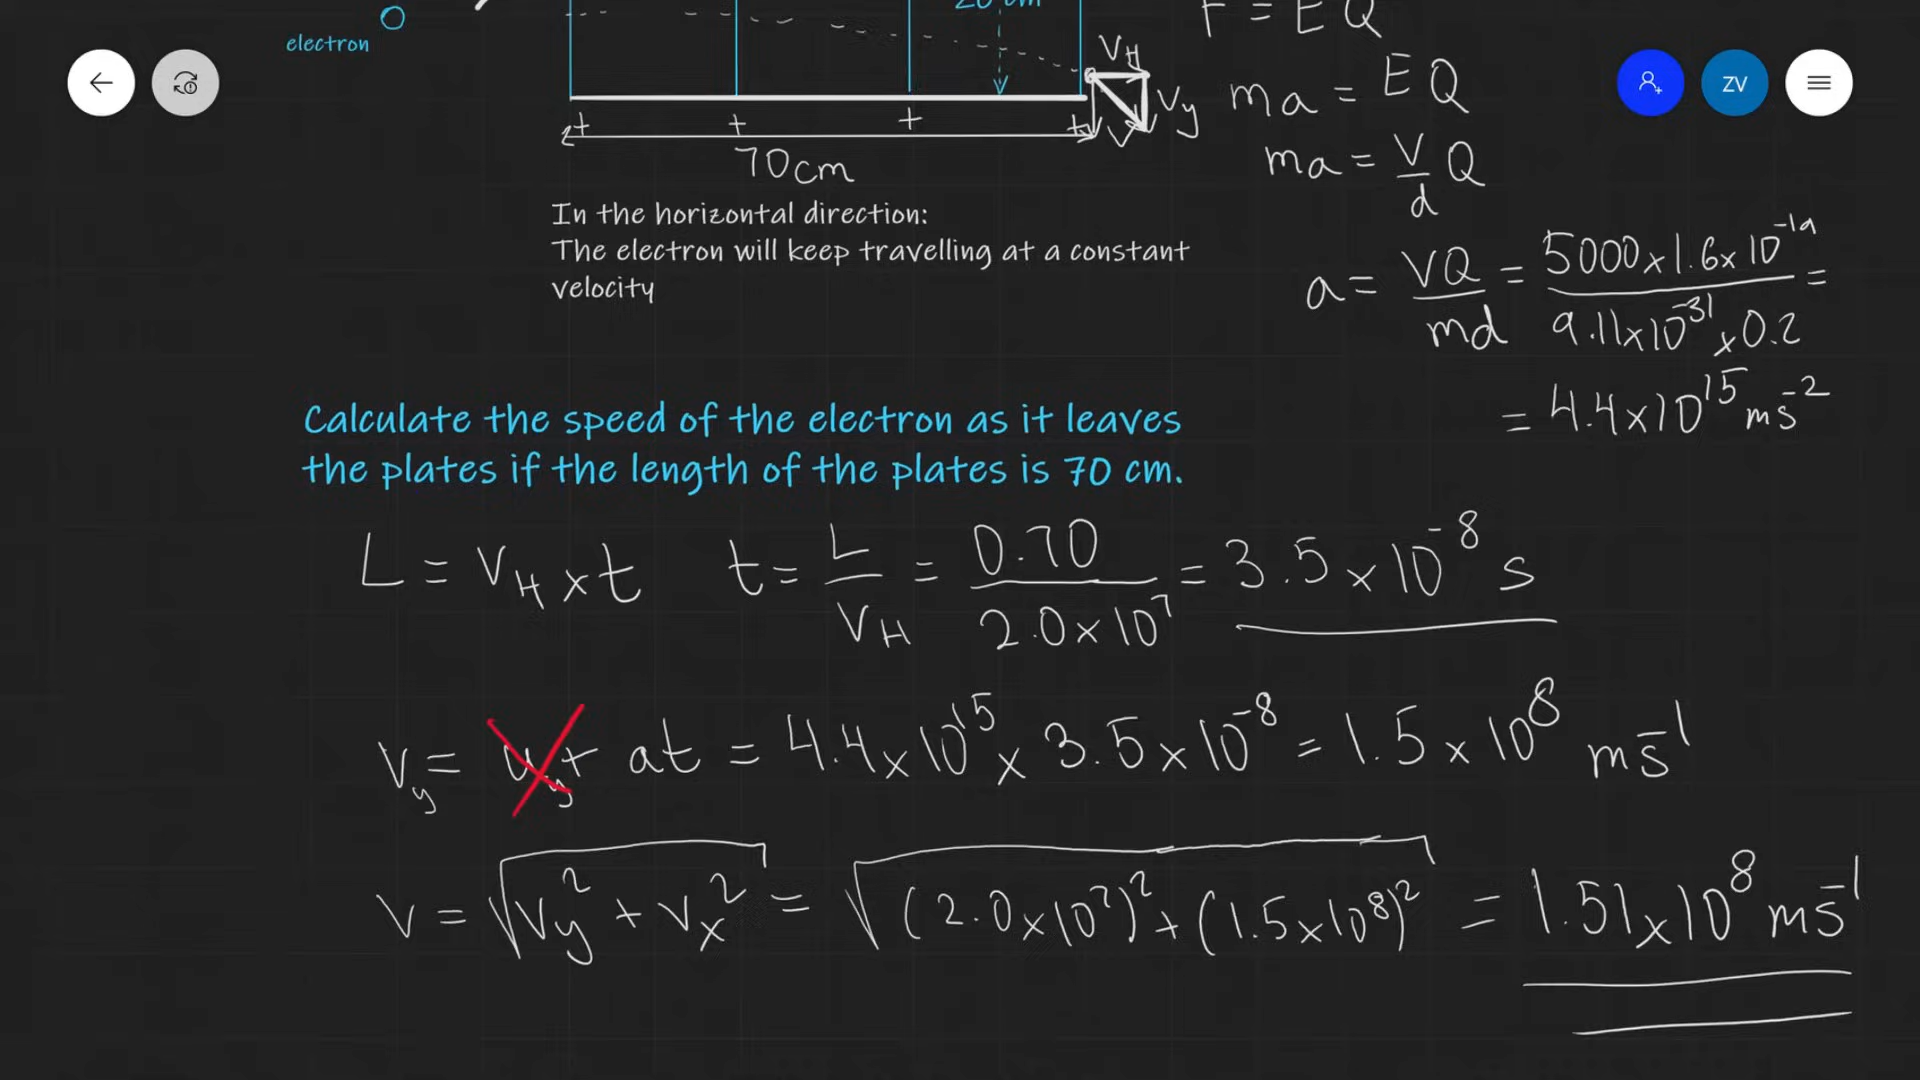 20 cm
F = EQ
electron
V_H
ma = EQ
V_y
ZV
+ + + +
V
70cm
ma = V/d Q
In the horizontal direction:
The electron will keep travelling at a constant
velocity
a = VQ/md = 5000 x 1.6 x 10^-19 / 9.11 x 10^-31 x 0.2 =
= 4.4 x 10^15 ms^-2
Calculate the speed of the electron as it leaves
the plates if the length of the plates is 70 cm.
L = V_H x t t = L/V_H = 0.70/2.0 x 10^7 = 3.5 x 10^-8 s
V_y = u_y + at = 4.4 x 10^15 x 3.5 x 10^-8 = 1.5 x 10^8 ms^-1
V = √(V_y^2 + V_x^2) = √((2.0 x 10^7)^2 + (1.5 x 10^8)^2) = 1.51 x 10^8 ms^-1